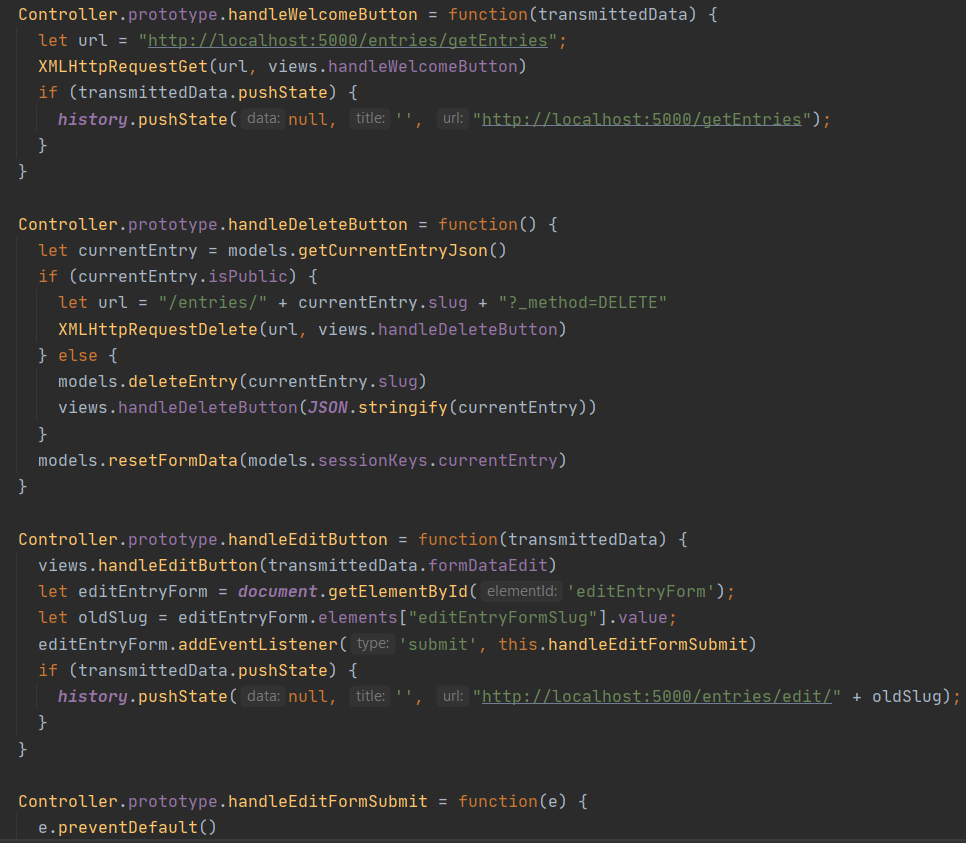 Controller.prototype.handleWelcomeButton = function(transmittedData) {
  let url = "http://localhost:5000/entries/getEntries";
  XMLHttpRequestGet(url, views.handleWelcomeButton)
  if (transmittedData.pushState) {
    history.pushState( data: null, title: '', url: "http://localhost:5000/getEntries");
  }
}

Controller.prototype.handleDeleteButton = function() {
  let currentEntry = models.getCurrentEntryJson()
  if (currentEntry.isPublic) {
    let url = "/entries/" + currentEntry.slug + "?_method=DELETE"
    XMLHttpRequestDelete(url, views.handleDeleteButton)
  } else {
    models.deleteEntry(currentEntry.slug)
    views.handleDeleteButton(JSON.stringify(currentEntry))
  }
  models.resetFormData(models.sessionKeys.currentEntry)
}

Controller.prototype.handleEditButton = function(transmittedData) {
  views.handleEditButton(transmittedData.formDataEdit)
  let editEntryForm = document.getElementById( elementId: 'editEntryForm');
  let oldSlug = editEntryForm.elements["editEntryFormSlug"].value;
  editEntryForm.addEventListener( type: 'submit', this.handleEditFormSubmit)
  if (transmittedData.pushState) {
    history.pushState( data: null, title: '', url: "http://localhost:5000/entries/edit/" + oldSlug);
  }
}

Controller.prototype.handleEditFormSubmit = function(e) {
  e.preventDefault()